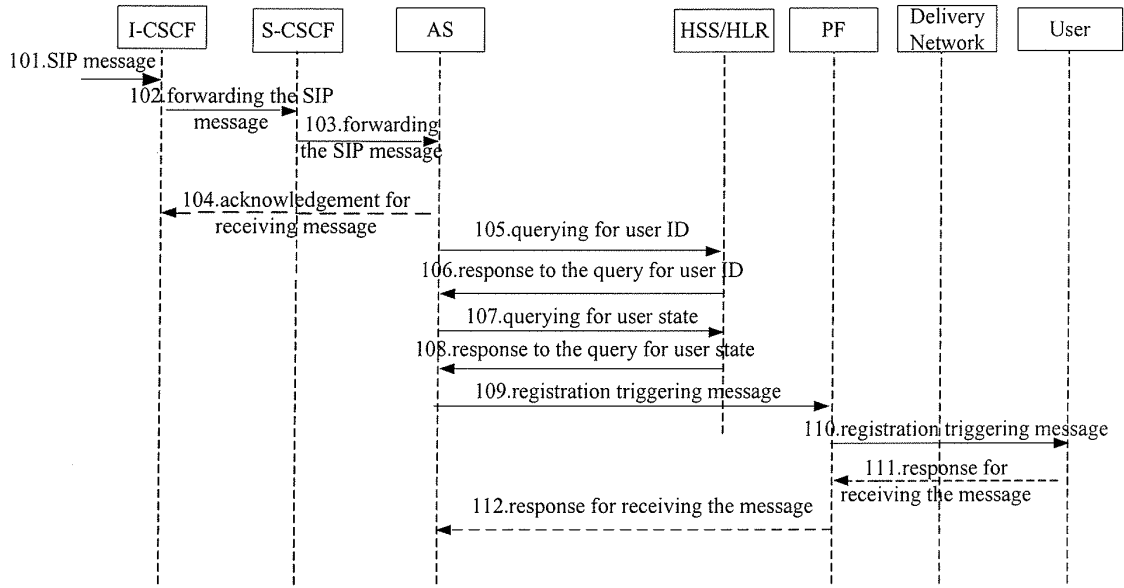 I-CSCF
S-CSCF
AS
HSS/HLR
PF
Delivery
Network
User
101.SIP message
102.forwarding the SIP
message
103.forwarding
the SIP message
104.acknowledgement for
receiving message
105.querying for user ID
106.response to the query for user ID
107.querying for user state
108.response to the query for user state
109.registration triggering message
110.registration triggering message
111.response for
receiving the message
112.response for receiving the message